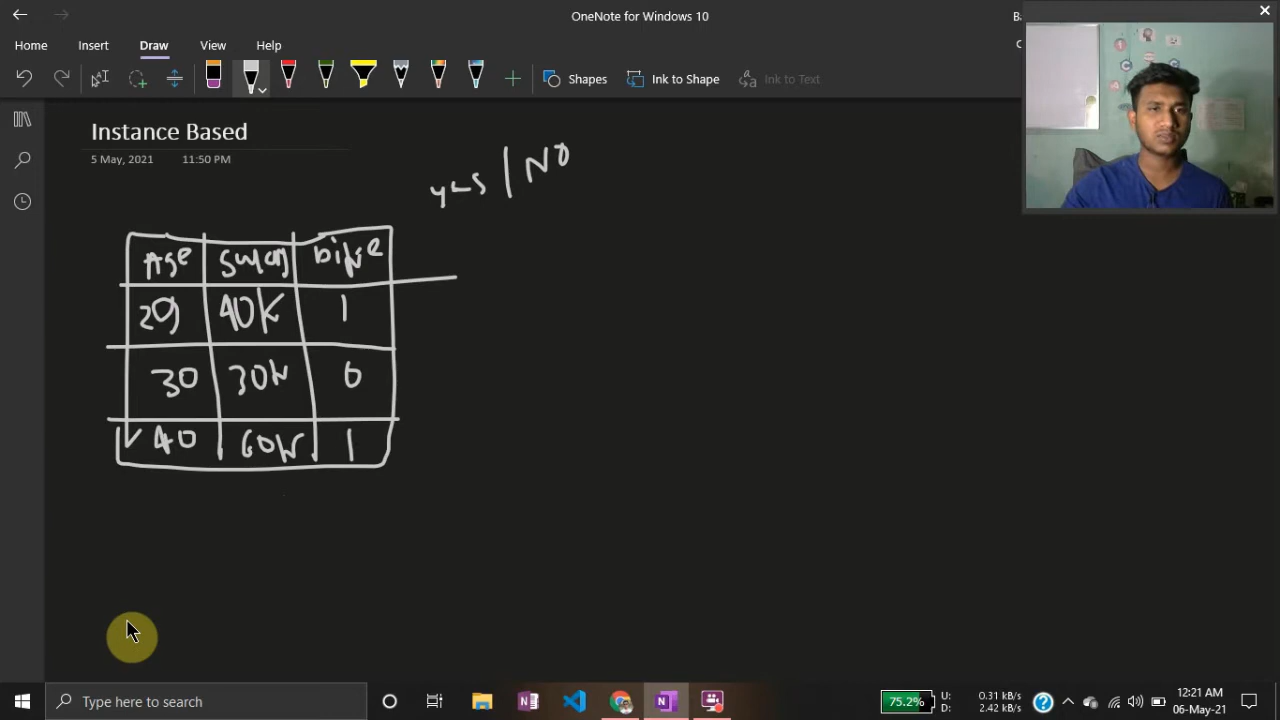 OneNote for Windows 10
Home Insert Draw View Help
Shapes Ink to Shape Ink to Text
Instance Based
5 May, 2021 11:50 PM
yes | No
Age Salary
29 40K 1
30 30K 0
40 60K 1
Type here to search
75.2%
U: 0.31 kB/s
D: 2.42 kB/s
12:21 AM
06-May-21